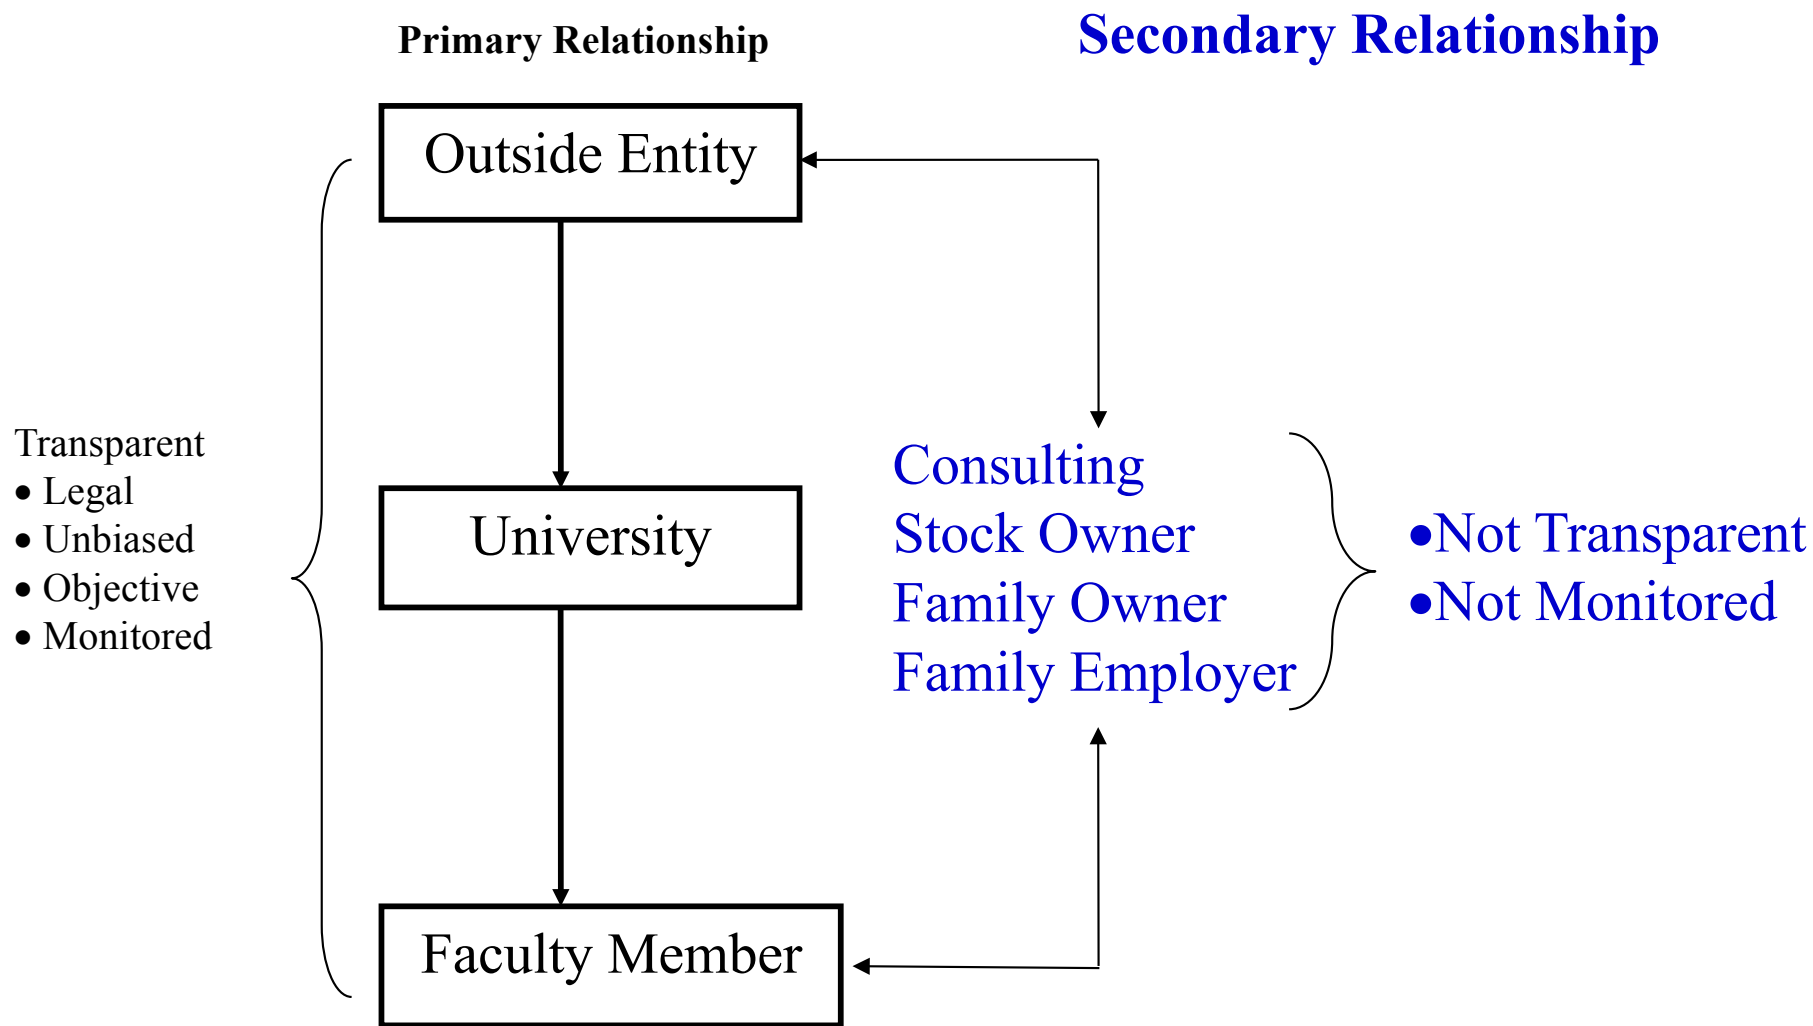 Primary Relationship
Secondary Relationship
Outside Entity
University
Faculty Member
Transparent
• Legal
• Unbiased
• Objective
• Monitored
Consulting
Stock Owner
Family Owner
Family Employer
•Not Transparent
•Not Monitored